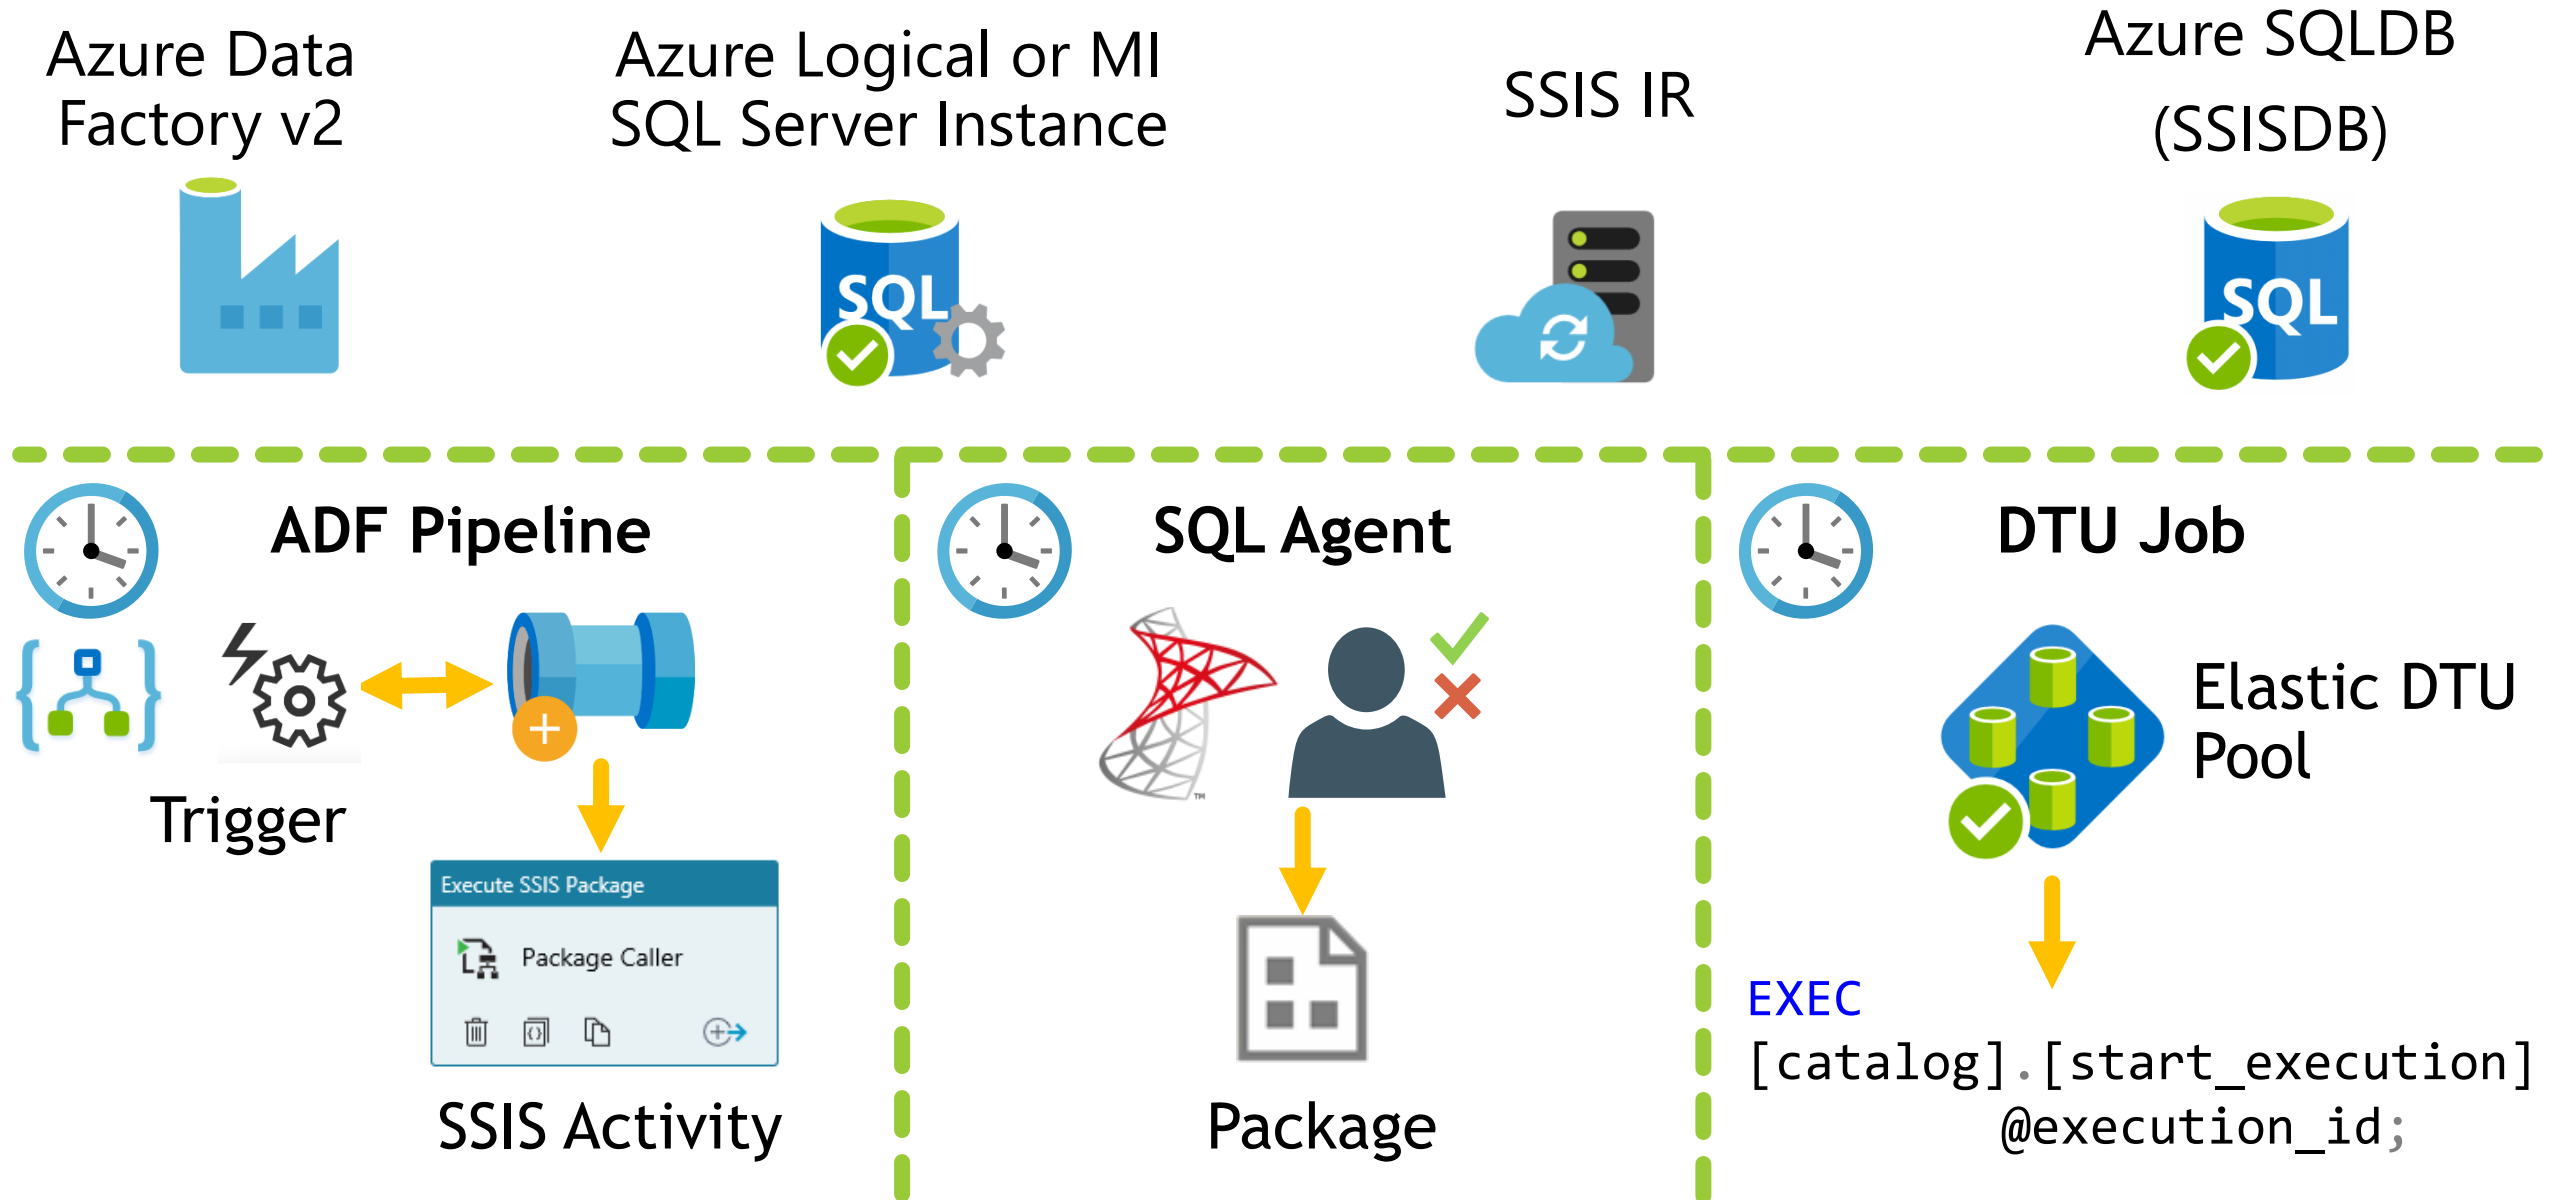 Azure Data
Factory v2
Azure Logical or MI
SQL Server Instance
SSIS IR
Azure SQLDB
(SSISDB)
SQL
SQL
ADF Pipeline
Trigger
Execute SSIS Package
Package Caller
SSIS Activity
SQL Agent
TM
Package
DTU Job
Elastic DTU
Pool
EXEC
[catalog].[start_execution]
@execution_id;